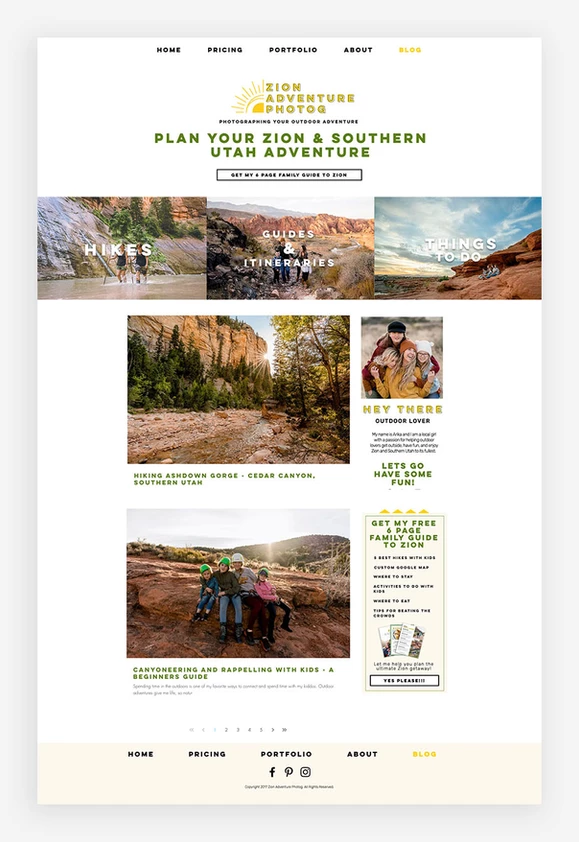 HOME PRICING PORTFOLIO ABOUT BLOG
ZION
ADVENTURE
PHOTOG
PHOTOGRAPHING YOUR OUTDOOR ADVENTURE
PLAN YOUR ZION & SOUTHERN
UTAH ADVENTURE
GET MY 6 PAGE FAMILY GUIDE TO ZION
HIKES
GUIDES
&
ITINERARIES
THINGS
TO DO
HIKING ASHDOWN GORGE - CEDAR CANYON,
SOUTHERN UTAH
HEY THERE
OUTDOOR LOVER
My name is Arika and I am a local girl
with a passion for helping outdoor
lovers get outside, have fun, and enjoy
Zion and Southern Utah to its fullest.
LETS GO
HAVE SOME
FUN!
CANYONEERING AND RAPPELLING WITH KIDS - A
BEGINNERS GUIDE
Spending time in the outdoors is one of my favorite ways to connect and spend time with my kiddos. Outdoor
adventures give me life, so natur
GET MY FREE
6 PAGE
FAMILY GUIDE
TO ZION
5 BEST HIKES WITH KIDS
CUSTOM GOOGLE MAP
WHERE TO STAY
ACTIVITIES TO DO WITH
KIDS
WHERE TO EAT
TIPS FOR BEATING THE
CROWDS
Let me help you plan the
ultimate Zion getaway!
YES PLEASE!!!
« < 1 2 3 4 5 > »
HOME PRICING PORTFOLIO ABOUT BLOG
Copyright 2017 Zion Adventure Photog. All Rights Reserved.